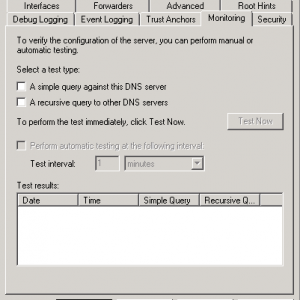 Interfaces Forwarders Advanced Root Hints
Debug Logging Event Logging Trust Anchors Monitoring Security
To verify the configuration of the server, you can perform manual or
automatic testing.
Select a test type:
A simple query against this DNS server
A recursive query to other DNS servers
To perform the test immediately, click Test Now.
Test Now
Perform automatic testing at the following interval:
Test interval: 1 minutes
Test results:
Date Time Simple Query Recursive Q...